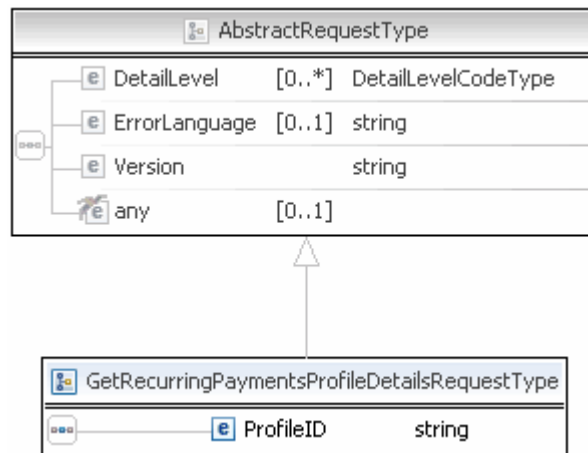 AbstractRequestType
e DetailLevel [0..*] DetailLevelCodeType
e ErrorLanguage [0..1] string
e Version string
e any [0..1]
GetRecurringPaymentsProfileDetailsRequestType
e ProfileID string